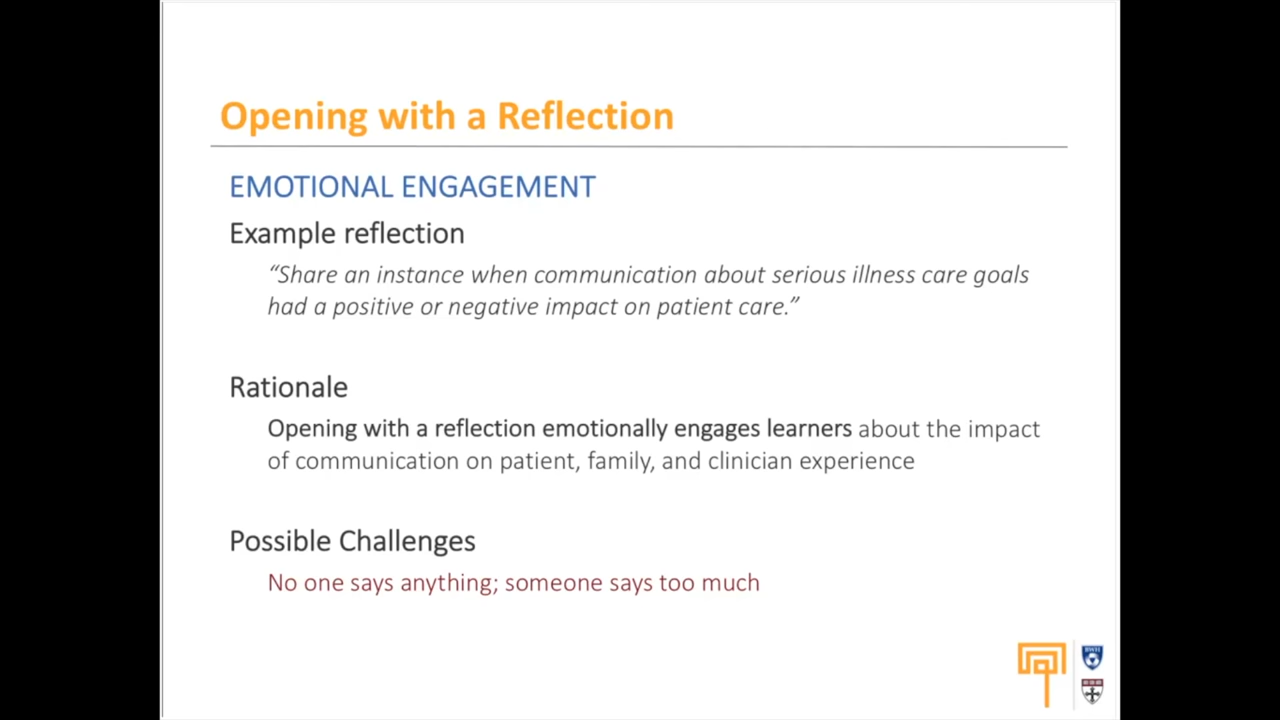 Opening with a Reflection
EMOTIONAL ENGAGEMENT
Example reflection
“Share an instance when communication about serious illness care goals
had a positive or negative impact on patient care.”
Rationale
Opening with a reflection emotionally engages learners about the impact
of communication on patient, family, and clinician experience
Possible Challenges
No one says anything; someone says too much
BWH